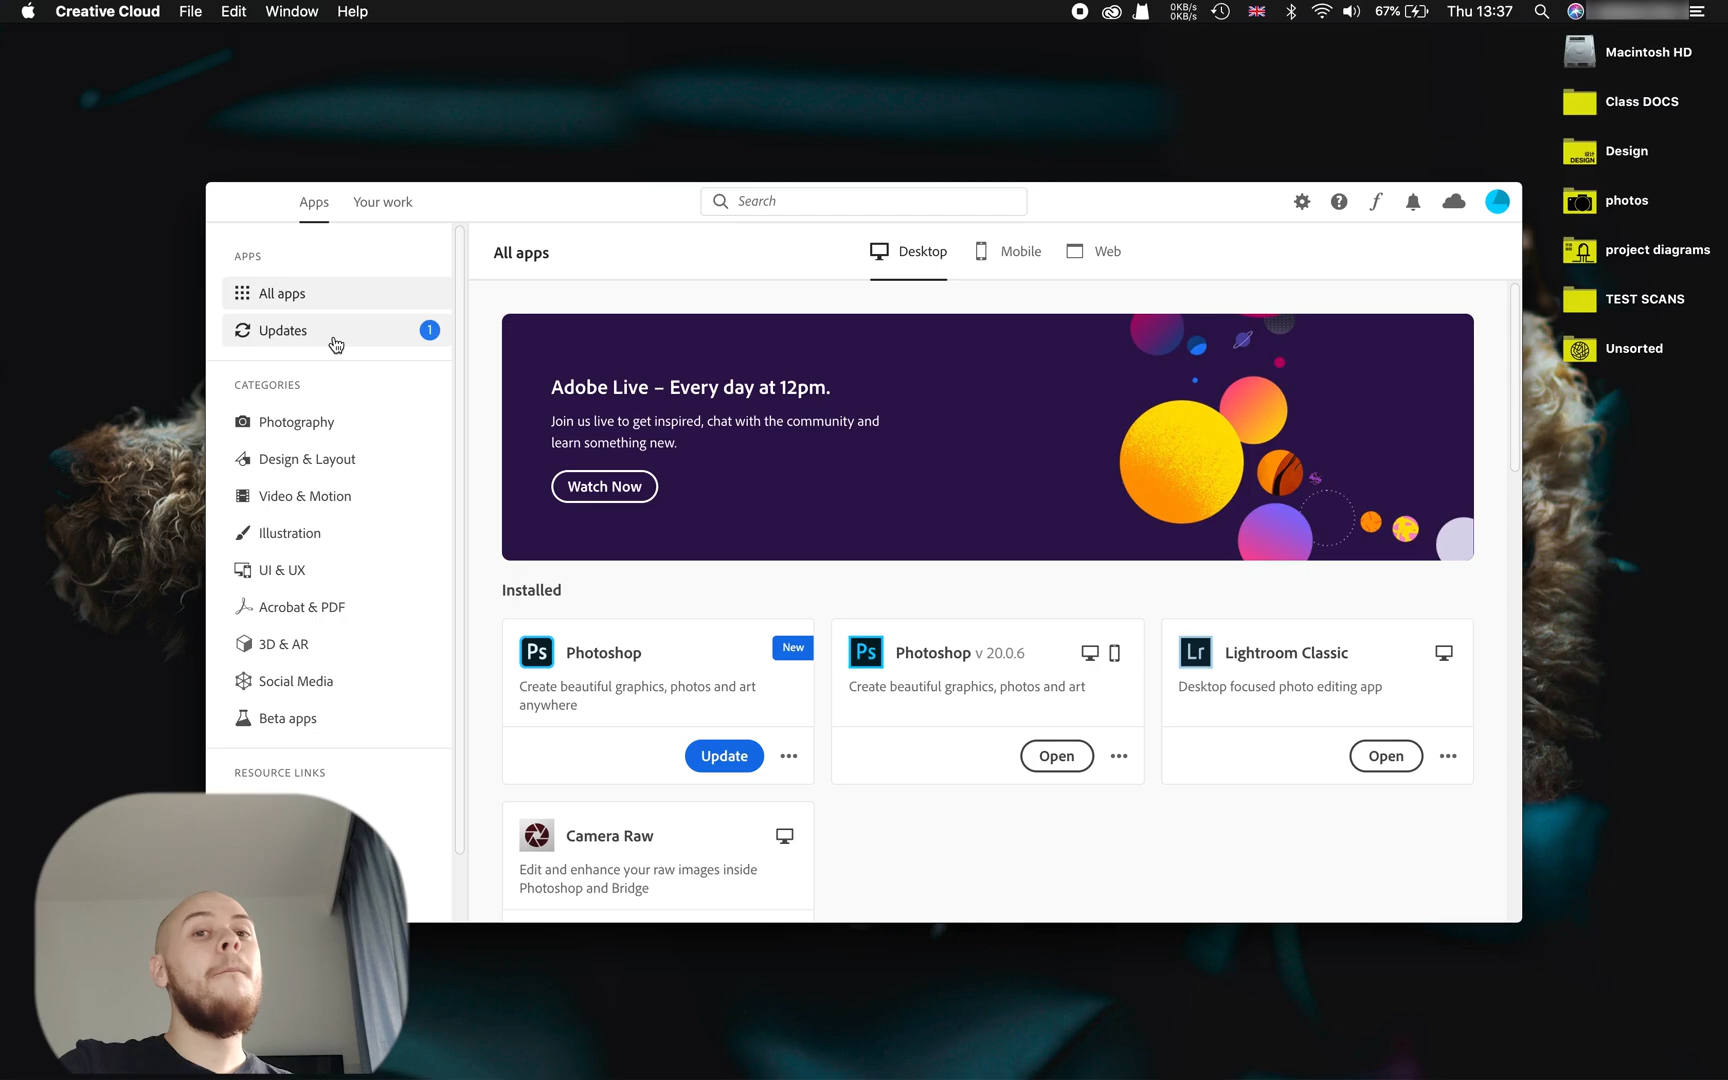 Creative Cloud File Edit Window Help
0KB/s
0KB/s
67% Thu 13:37
Macintosh HD
Class DOCS
DESIGN
Design
photos
project diagrams
TEST SCANS
Unsorted
Apps Your work
Search
APPS
All apps
Updates 1
CATEGORIES
Photography
Design & Layout
Video & Motion
Illustration
UI & UX
Acrobat & PDF
3D & AR
Social Media
Beta apps
RESOURCE LINKS
All apps
Desktop Mobile Web
Adobe Live – Every day at 12pm.
Join us live to get inspired, chat with the community and
learn something new.
Watch Now
Installed
Ps Photoshop New
Create beautiful graphics, photos and art
anywhere
Update
Ps Photoshop v 20.0.6
Create beautiful graphics, photos and art
Open
Lr Lightroom Classic
Desktop focused photo editing app
Open
Camera Raw
Edit and enhance your raw images inside
Photoshop and Bridge